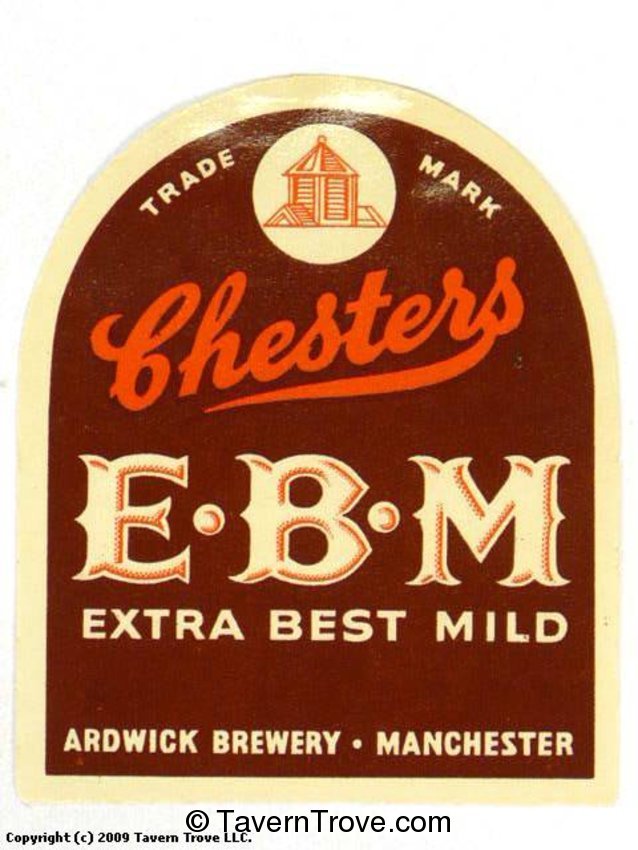 TRADE MARK
Chesters
E·B·M
EXTRA BEST MILD
ARDWICK BREWERY · MANCHESTER
© TavernTrove.com
Copyright (c) 2009 Tavern Trove LLC.